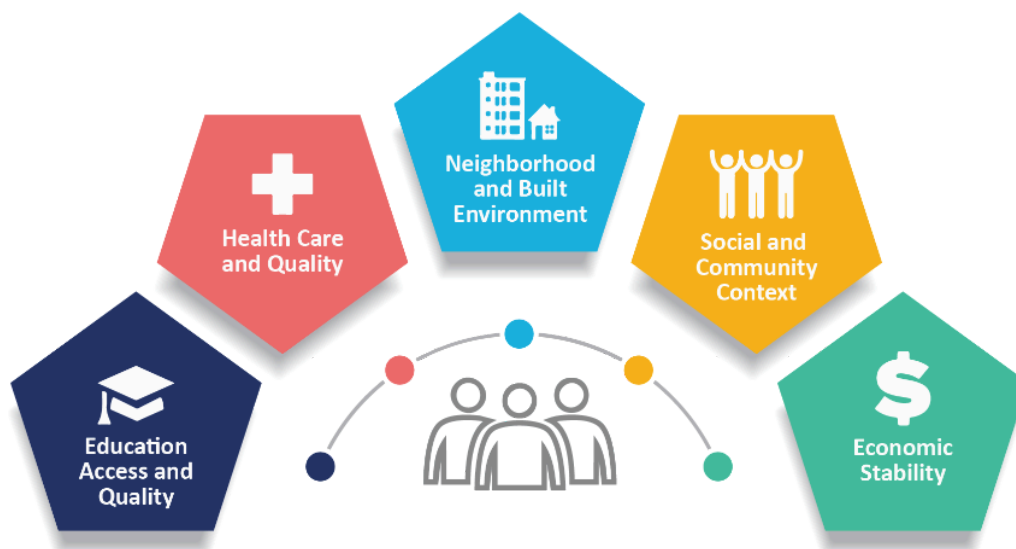 Education
Access and
Quality
Health Care
and Quality
Neighborhood
and Built
Environment
Social and
Community
Context
$
Economic
Stability